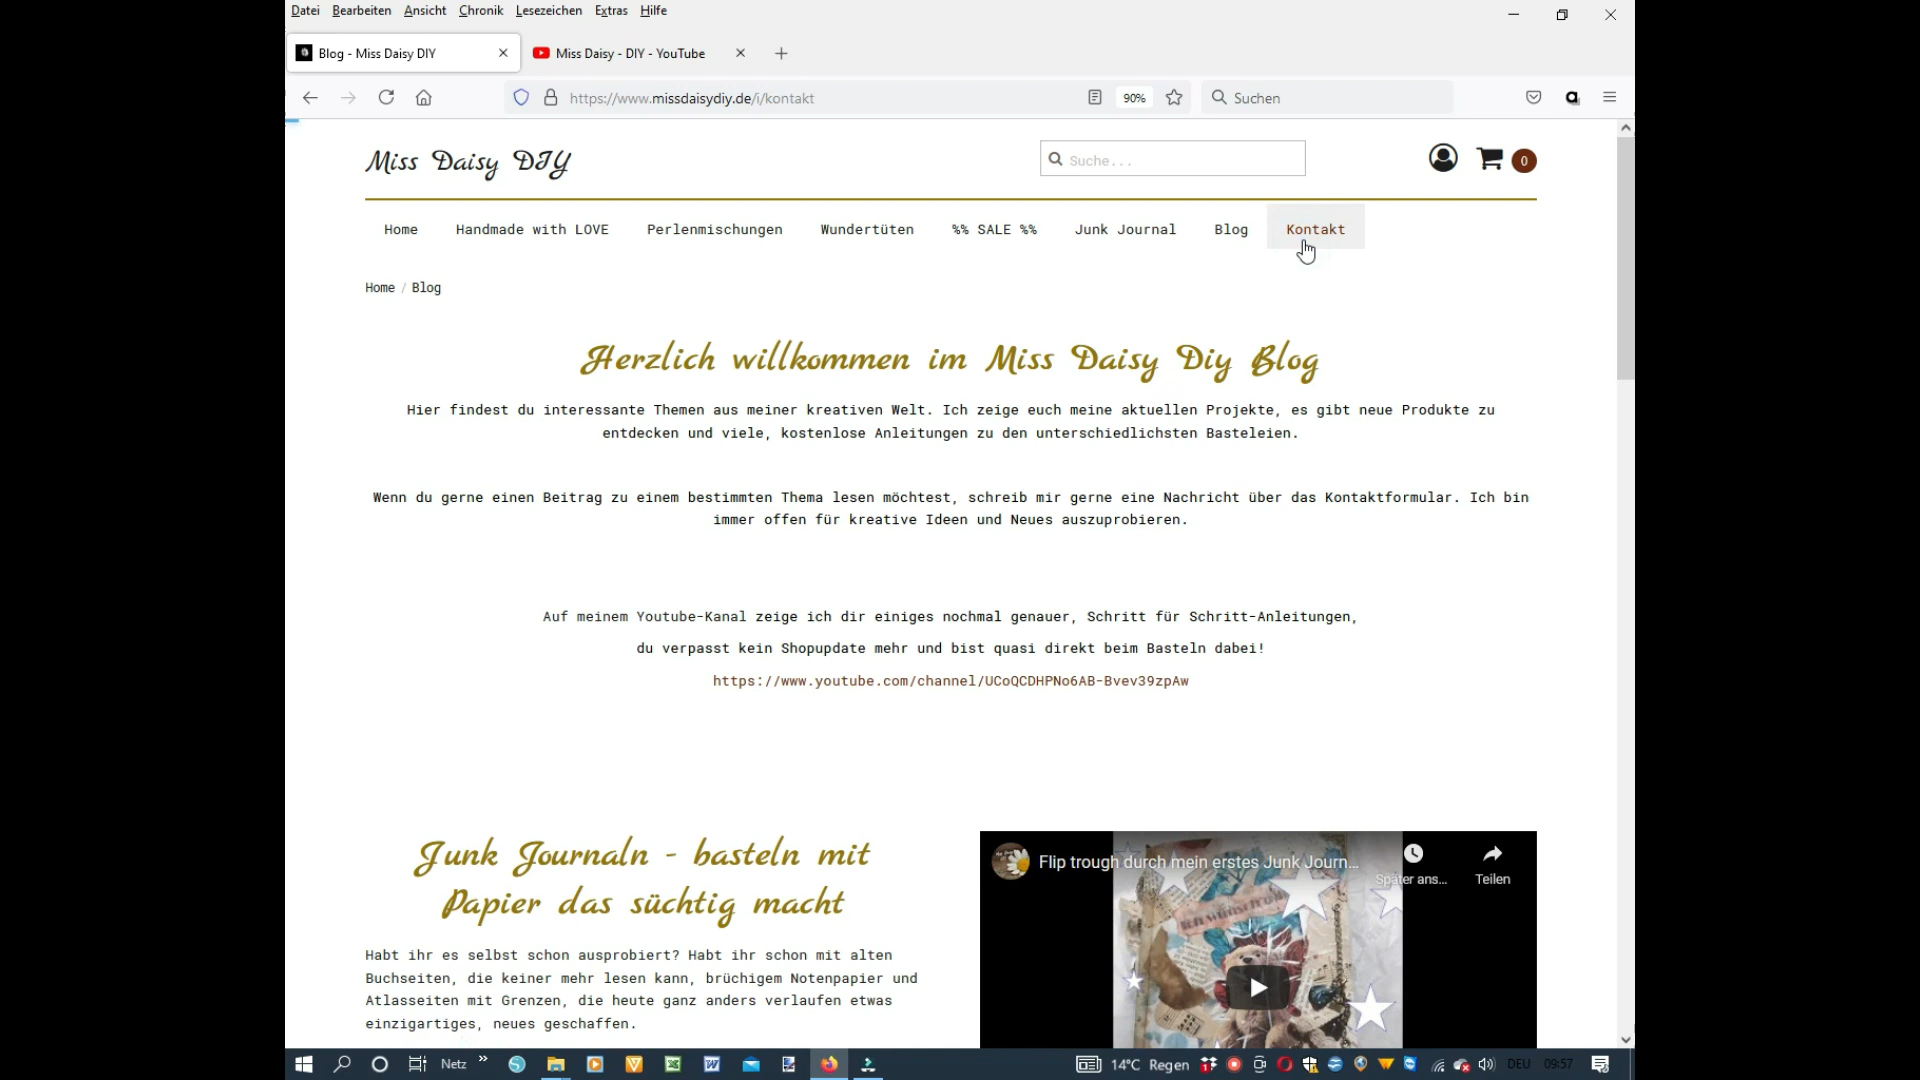 Datei Bearbeiten Ansicht Chronik Lesezeichen Extras Hilfe
Blog - Miss Daisy DIY
Miss Daisy - DIY - YouTube
https://www.missdaisydiy.de/i/kontakt
90%
Suchen
Miss Daisy DIY
Suche...
0
Home Handmade with LOVE Perlenmischungen Wundertüten %% SALE %% Junk Journal Blog Kontakt
Home / Blog
Herzlich willkommen im Miss Daisy Diy Blog
Hier findest du interessante Themen aus meiner kreativen Welt. Ich zeige euch meine aktuellen Projekte, es gibt neue Produkte zu
entdecken und viele, kostenlose Anleitungen zu den unterschiedlichsten Basteleien.
Wenn du gerne einen Beitrag zu einem bestimmten Thema lesen möchtest, schreib mir gerne eine Nachricht über das Kontaktformular. Ich bin
immer offen für kreative Ideen und Neues auszuprobieren.
Auf meinem Youtube-Kanal zeige ich dir einiges nochmal genauer, Schritt für Schritt-Anleitungen,
du verpasst kein Shopupdate mehr und bist quasi direkt beim Basteln dabei!
https://www.youtube.com/channel/UCoQCDHPNo6AB-Bvev39zpAw
Junk Journaln - basteln mit
Papier das süchtig macht
Habt ihr es selbst schon ausprobiert? Habt ihr schon mit alten
Buchseiten, die keiner mehr lesen kann, brüchigem Notenpapier und
Atlasseiten mit Grenzen, die heute ganz anders verlaufen etwas
einzigartiges, neues geschaffen.
Flip trough durch mein erstes Junk Journ...
Später ans...
Teilen
Netz
14°C Regen
DEU
09:57